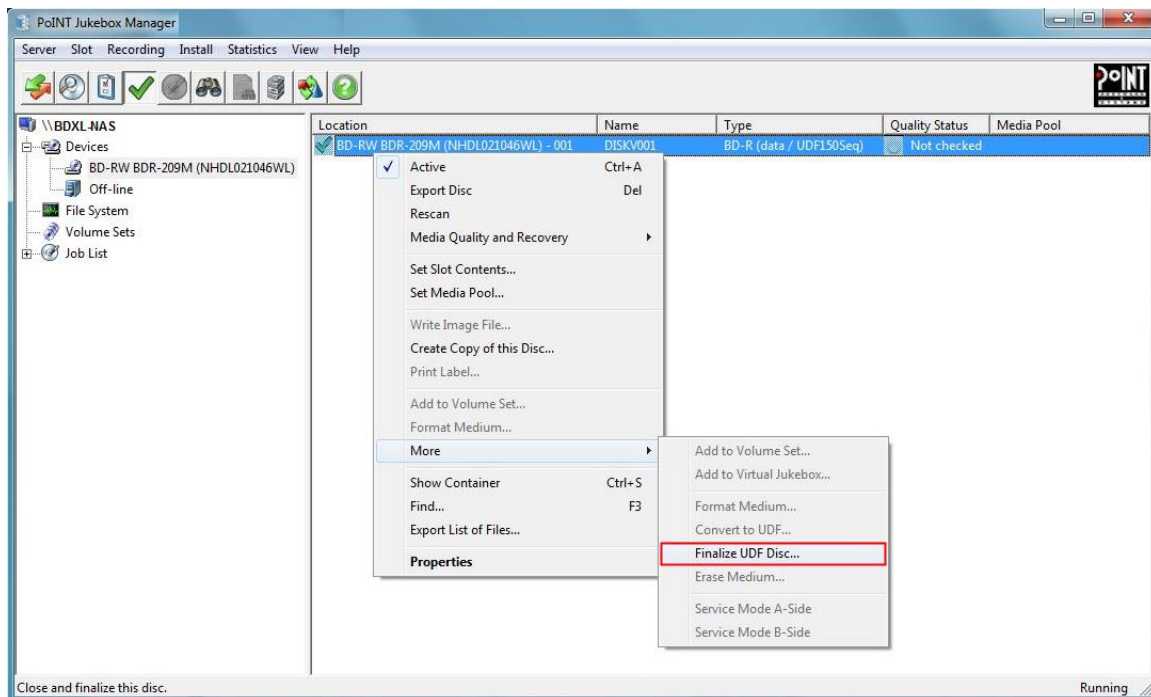 PoINT Jukebox Manager
Server Slot Recording Install Statistics View Help
PoINT
\\BDXL-NAS
Devices
BD-RW BDR-209M (NHDL021046WL)
Off-line
File System
Volume Sets
Job List
Location Name Type Quality Status Media Pool
BD-RW BDR-209M (NHDL021046WL) - 001 DISKV001 BD-R (data / UDF150Seq) Not checked
Active Ctrl+A
Export Disc Del
Rescan
Media Quality and Recovery
Set Slot Contents...
Set Media Pool...
Write Image File...
Create Copy of this Disc...
Print Label...
Add to Volume Set...
Format Medium...
More
Show Container Ctrl+S
Find... F3
Export List of Files...
Properties
Add to Volume Set...
Add to Virtual Jukebox...
Format Medium...
Convert to UDF...
Finalize UDF Disc...
Erase Medium...
Service Mode A-Side
Service Mode B-Side
Close and finalize this disc. Running